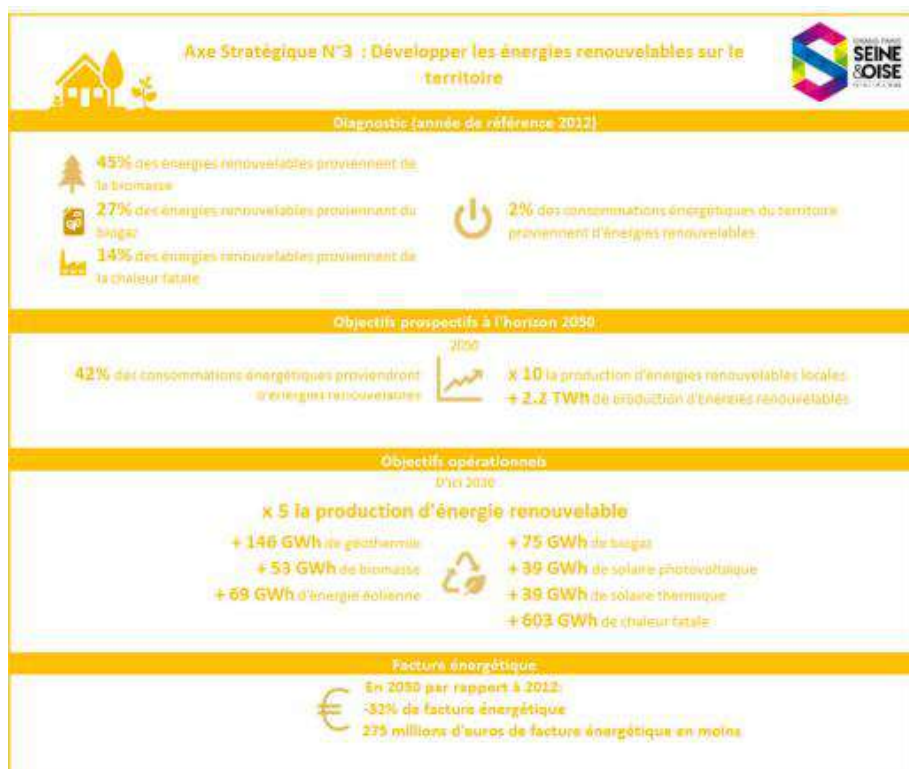 Axe Stratégique N°3 : Développer les énergies renouvelables sur le
territoire
GRAND PARIS
SEINE
&OISE
Diagnostic (année de référence 2012)
45% des énergies renouvelables proviennent de
la biomasse
27% des énergies renouvelables proviennent du
biogaz
14% des énergies renouvelables proviennent de
la chaleur fatale
2% des consommations énergétiques du territoire
proviennent d'énergies renouvelables
Objectifs prospectifs à l'horizon 2050
2050
42% des consommations énergétiques proviendront
d'énergies renouvelables
x 10 la production d'énergies renouvelables locales
+ 2.2 TWh de production d'énergies renouvelables
Objectifs opérationnels
D'ici 2030
x 5 la production d'énergie renouvelable
+ 146 GWh de géothermie
+ 53 GWh de biomasse
+ 69 GWh d'énergie éolienne
+ 75 GWh de biogaz
+ 39 GWh de solaire photovoltaïque
+ 39 GWh de solaire thermique
+ 603 GWh de chaleur fatale
Facture énergétique
En 2050 par rapport à 2012:
-32% de facture énergétique
275 millions d'euros de facture énergétique en moins